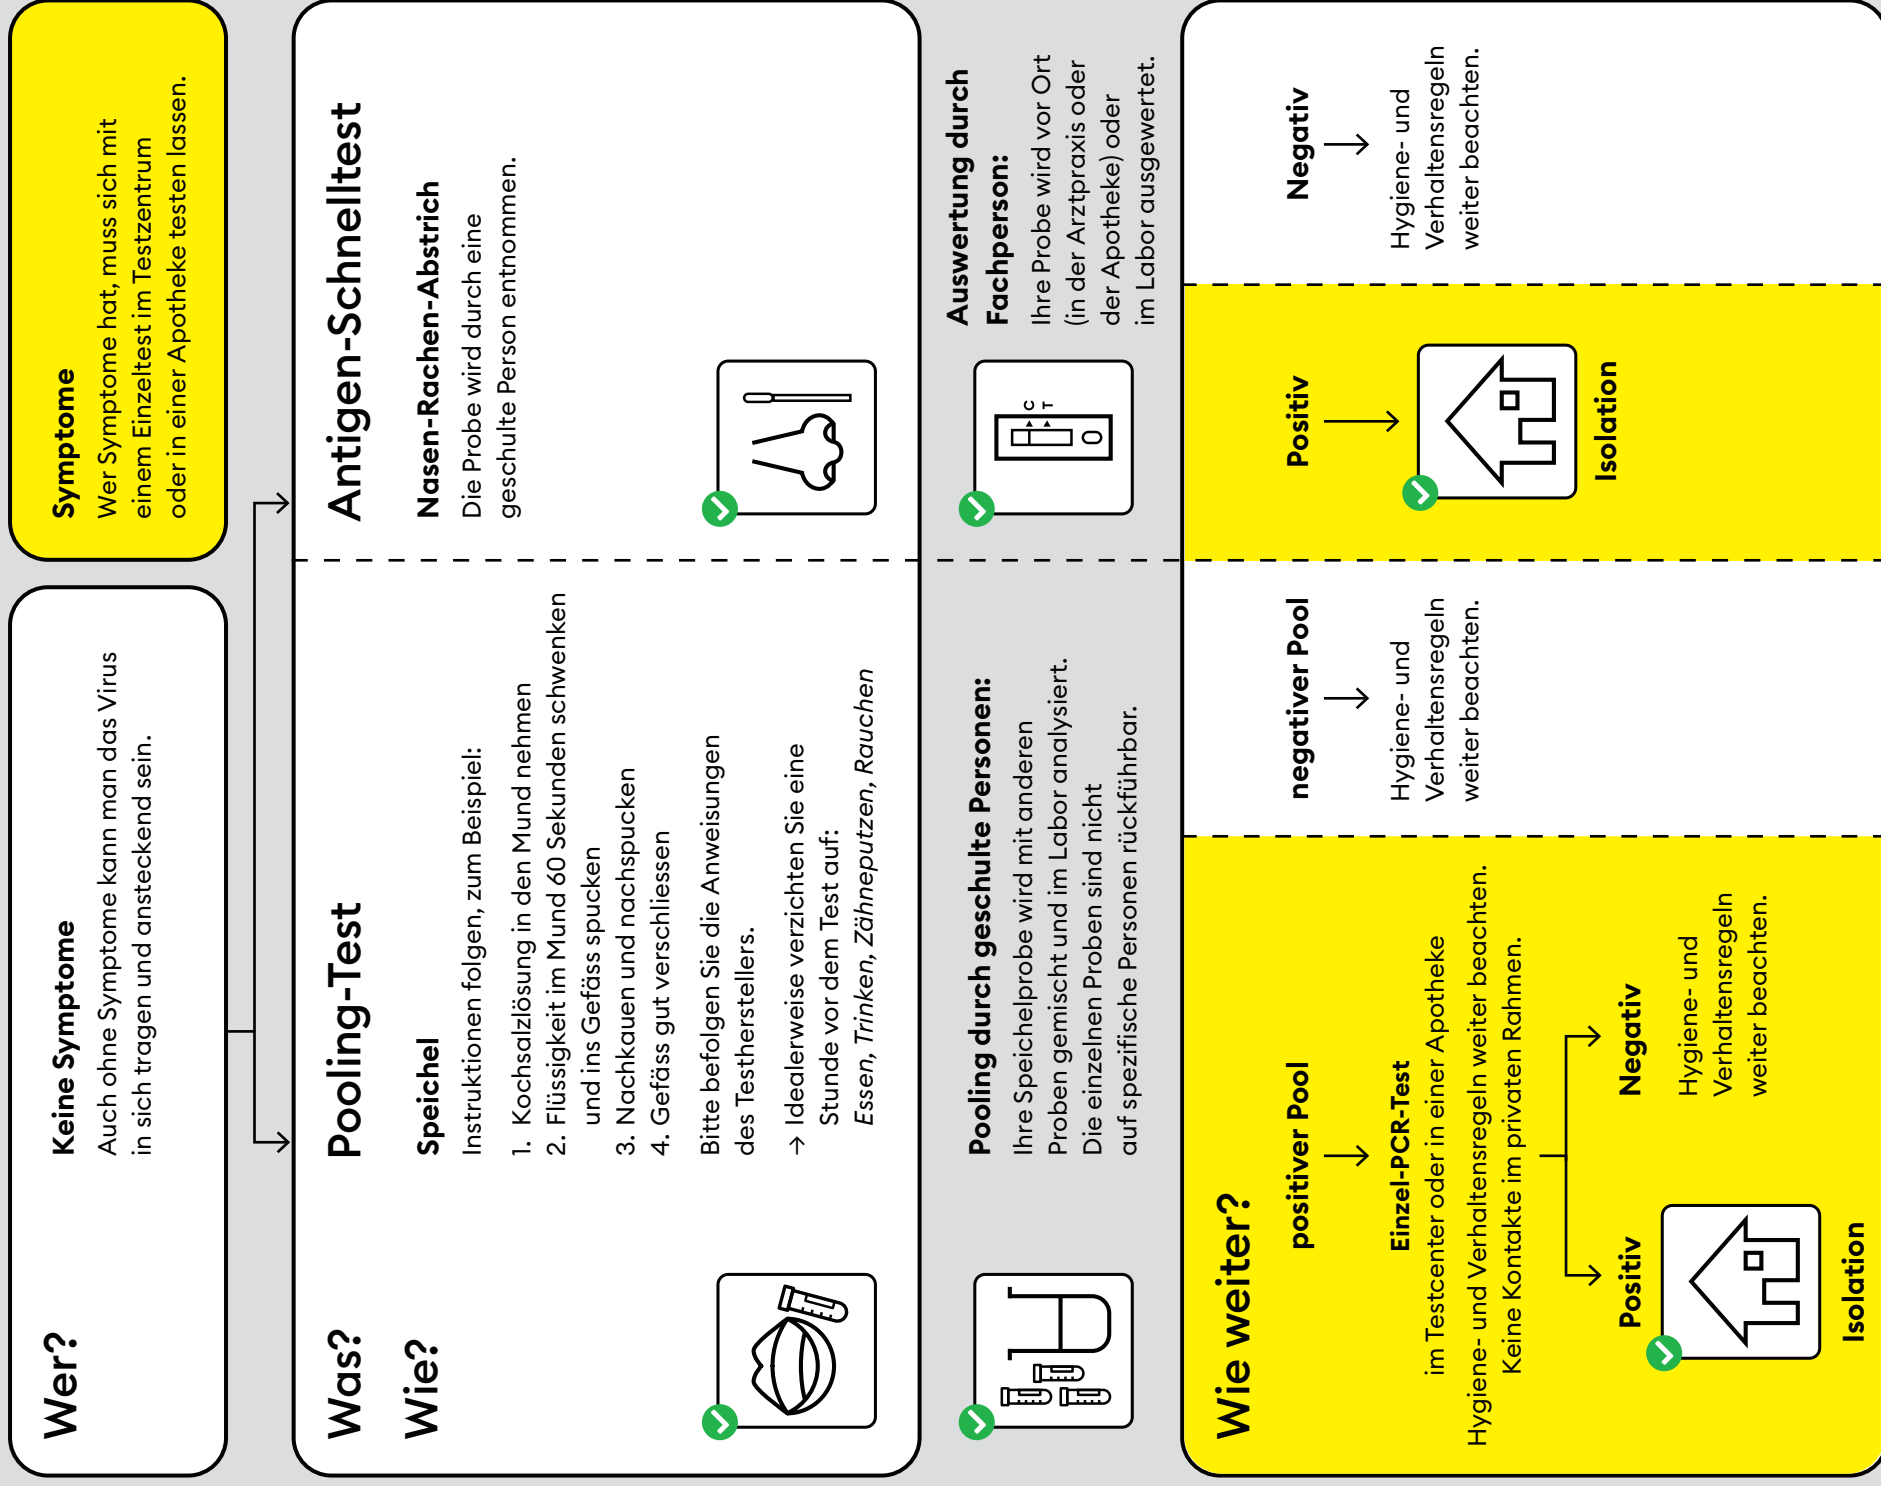 Wer?
Keine Symptome
Auch ohne Symptome kann man das Virus
in sich tragen und ansteckend sein.
Symptome
Wer Symptome hat, muss sich mit
einem Einzeltest im Testzentrum
oder in einer Apotheke testen lassen.
Was?
Pooling-Test
Antigen-Schnelltest
Wie?
Speichel
Instruktionen folgen, zum Beispiel:
1. Kochsalzlösung in den Mund nehmen
2. Flüssigkeit im Mund 60 Sekunden schwenken
und ins Gefäss spucken
3. Nachkauen und nachspucken
4. Gefäss gut verschliessen
Bitte befolgen Sie die Anweisungen
des Testherstellers.
→ Idealerweise verzichten Sie eine
Stunde vor dem Test auf:
Essen, Trinken, Zähneputzen, Rauchen
Nasen-Rachen-Abstrich
Die Probe wird durch eine
geschulte Person entnommen.
Pooling durch geschulte Personen:
Ihre Speichelprobe wird mit anderen
Proben gemischt und im Labor analysiert.
Die einzelnen Proben sind nicht
auf spezifische Personen rückführbar.
C
T
Auswertung durch
Fachperson:
Ihre Probe wird vor Ort
(in der Arztpraxis oder
der Apotheke) oder
im Labor ausgewertet.
Wie weiter?
positiver Pool
Einzel-PCR-Test
im Testcenter oder in einer Apotheke
Hygiene- und Verhaltensregeln weiter beachten.
Keine Kontakte im privaten Rahmen.
Positiv
Isolation
Negativ
Hygiene- und
Verhaltensregeln
weiter beachten.
negativer Pool
Hygiene- und
Verhaltensregeln
weiter beachten.
Positiv
Isolation
Negativ
Hygiene- und
Verhaltensregeln
weiter beachten.